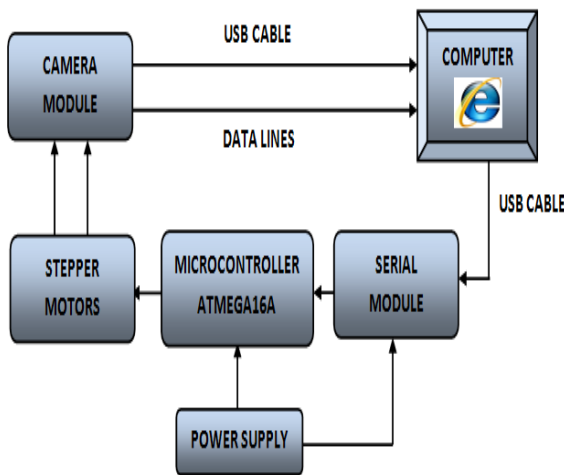 USB CABLE
CAMERA
MODULE
COMPUTER
DATA LINES
USB CABLE
STEPPER
MOTORS
MICROCONTROLLER
ATMEGA16A
SERIAL
MODULE
POWER SUPPLY